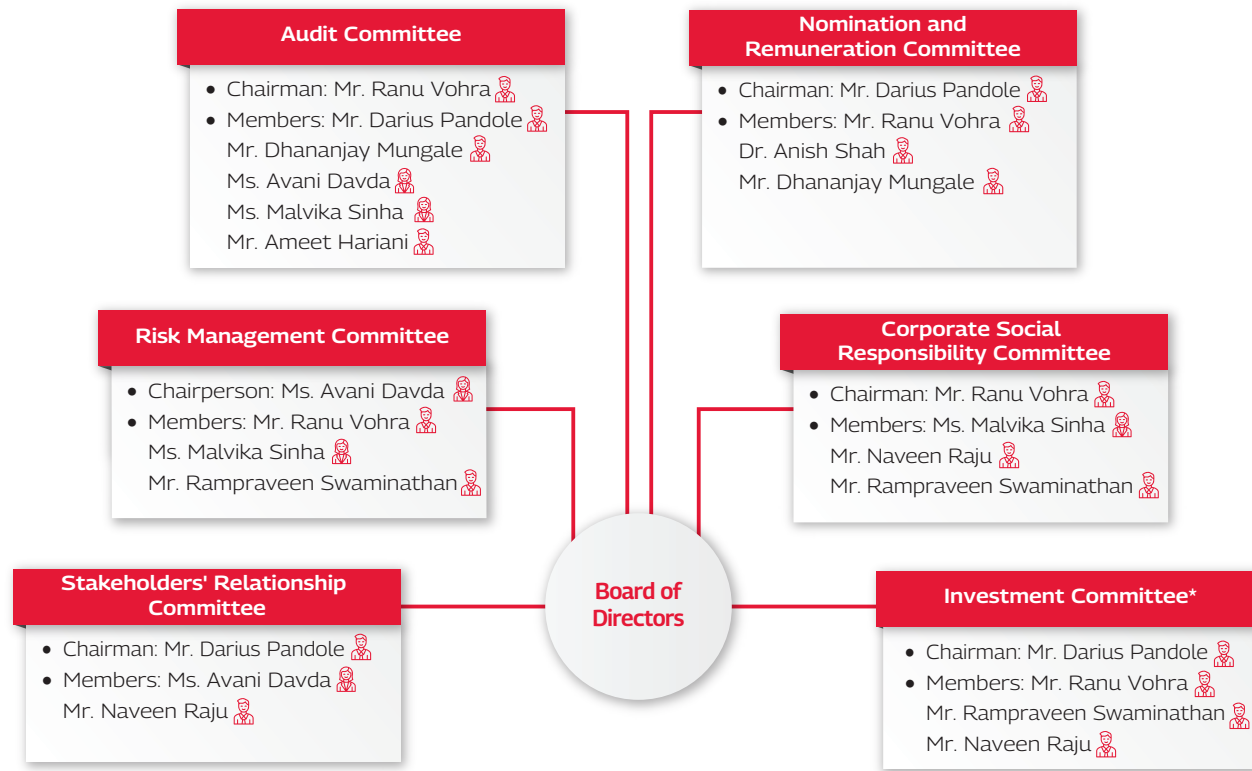 Audit Committee
• Chairman: Mr. Ranu Vohra
• Members: Mr. Darius Pandole
Mr. Dhananjay Mungale
Ms. Avani Davda
Ms. Malvika Sinha
Mr. Ameet Hariani
Nomination and
Remuneration Committee
• Chairman: Mr. Darius Pandole
• Members: Mr. Ranu Vohra
Dr. Anish Shah
Mr. Dhananjay Mungale
Risk Management Committee
• Chairperson: Ms. Avani Davda
• Members: Mr. Ranu Vohra
Ms. Malvika Sinha
Mr. Rampraveen Swaminathan
Corporate Social
Responsibility Committee
• Chairman: Mr. Ranu Vohra
• Members: Ms. Malvika Sinha
Mr. Naveen Raju
Mr. Rampraveen Swaminathan
Stakeholders' Relationship
Committee
• Chairman: Mr. Darius Pandole
• Members: Ms. Avani Davda
Mr. Naveen Raju
Board of
Directors
Investment Committee*
• Chairman: Mr. Darius Pandole
• Members: Mr. Ranu Vohra
Mr. Rampraveen Swaminathan
Mr. Naveen Raju